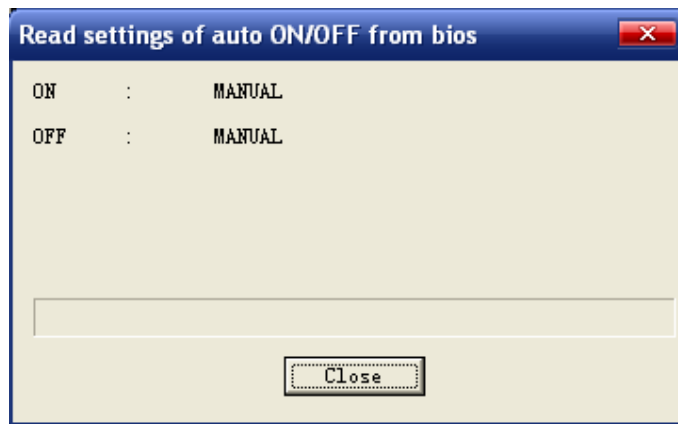 Read settings of auto ON/OFF from bios
ON : MANUAL
OFF : MANUAL
Close